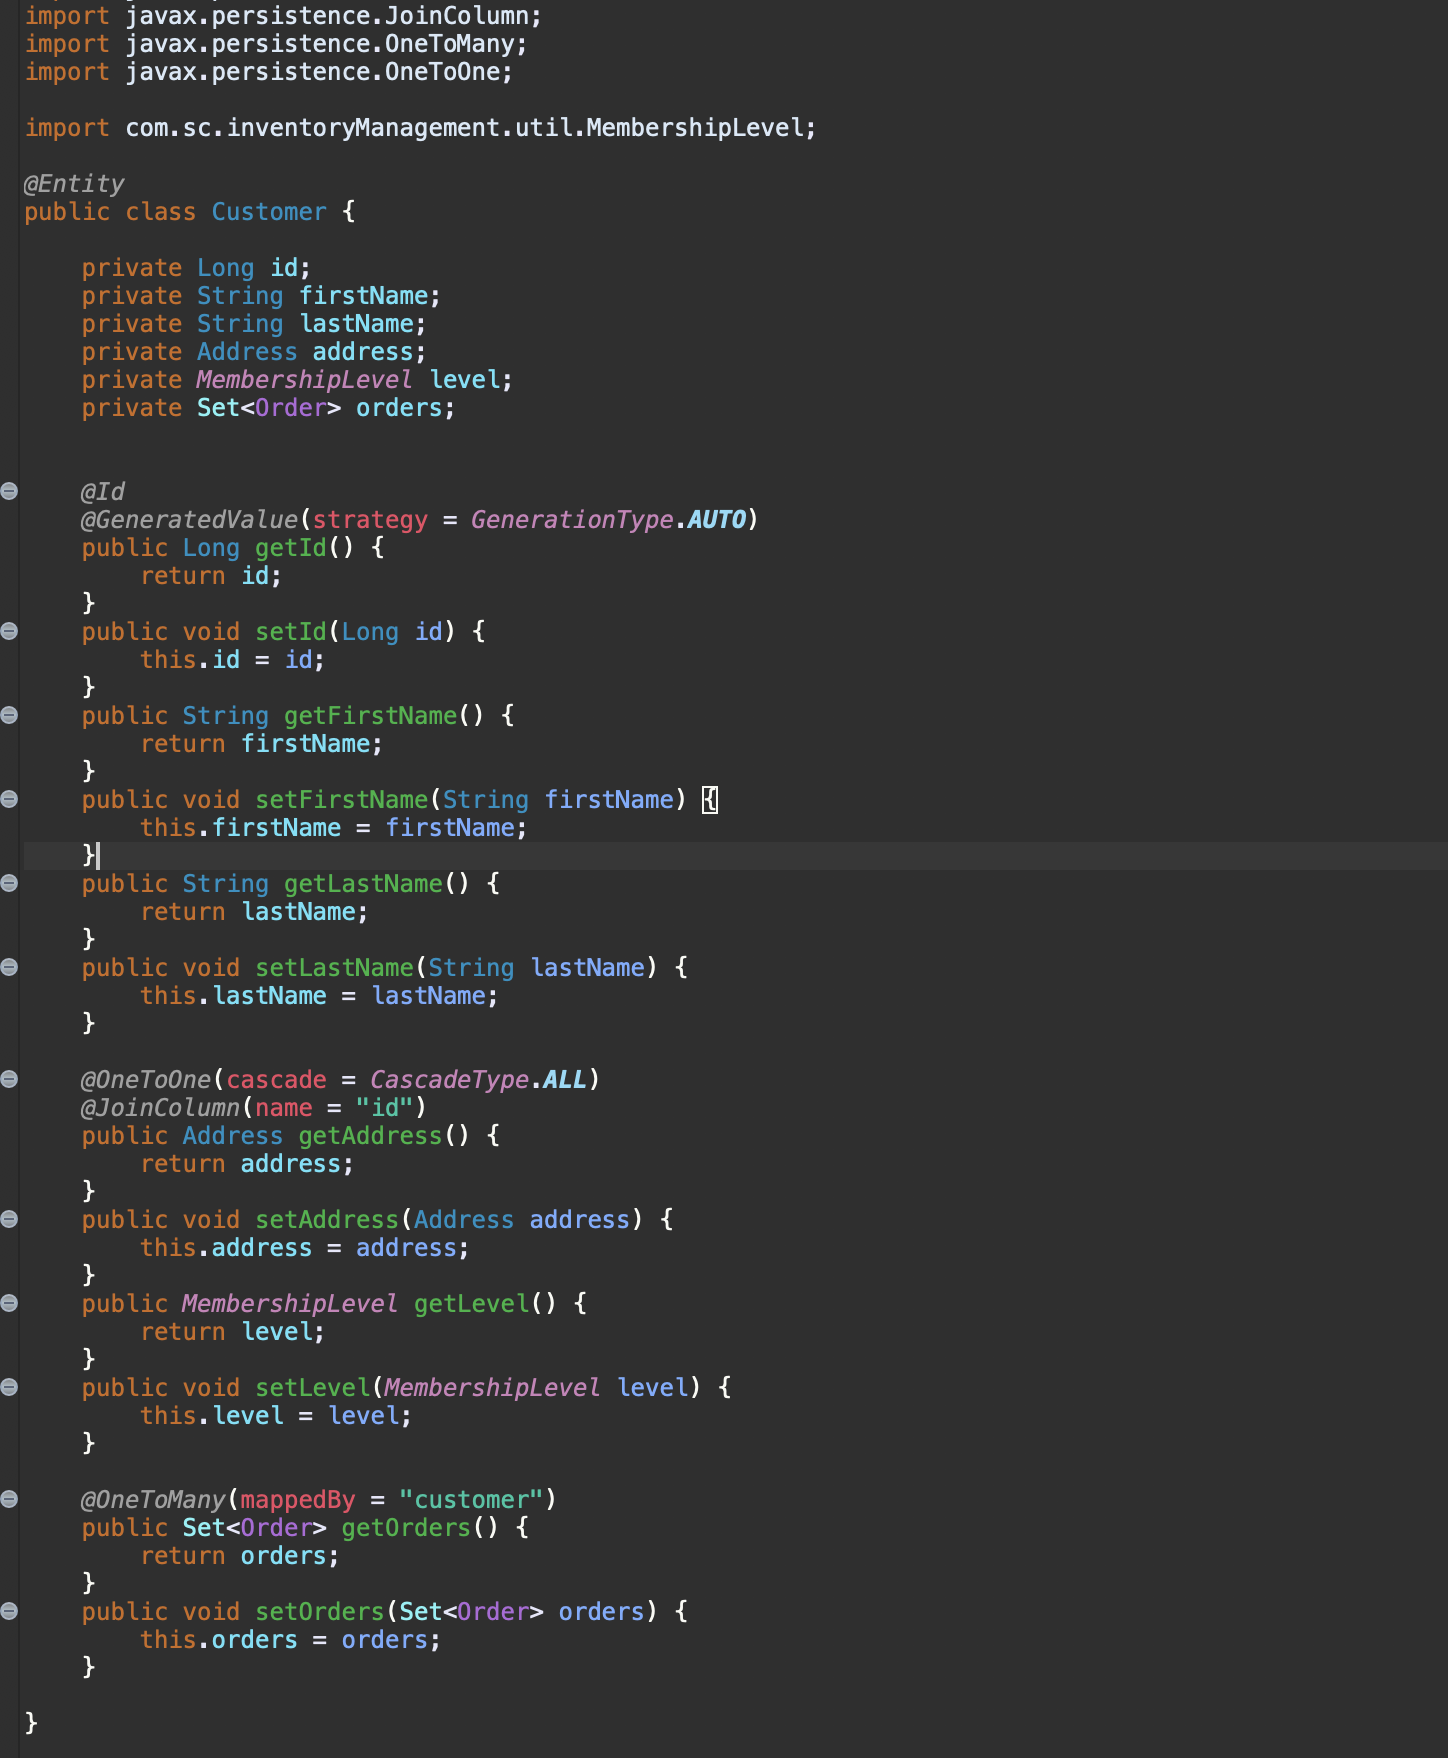 import javax.persistence.JoinColumn;
import javax.persistence.OneToMany;
import javax.persistence.OneToOne;

import com.sc.inventoryManagement.util.MembershipLevel;

@Entity
public class Customer {

    private Long id;
    private String firstName;
    private String lastName;
    private Address address;
    private MembershipLevel level;
    private Set<Order> orders;


    @Id
    @GeneratedValue(strategy = GenerationType.AUTO)
    public Long getId() {
        return id;
    }
    public void setId(Long id) {
        this.id = id;
    }
    public String getFirstName() {
        return firstName;
    }
    public void setFirstName(String firstName) {
        this.firstName = firstName;
    }
    public String getLastName() {
        return lastName;
    }
    public void setLastName(String lastName) {
        this.lastName = lastName;
    }

    @OneToOne(cascade = CascadeType.ALL)
    @JoinColumn(name = "id")
    public Address getAddress() {
        return address;
    }
    public void setAddress(Address address) {
        this.address = address;
    }
    public MembershipLevel getLevel() {
        return level;
    }
    public void setLevel(MembershipLevel level) {
        this.level = level;
    }

    @OneToMany(mappedBy = "customer")
    public Set<Order> getOrders() {
        return orders;
    }
    public void setOrders(Set<Order> orders) {
        this.orders = orders;
    }

}